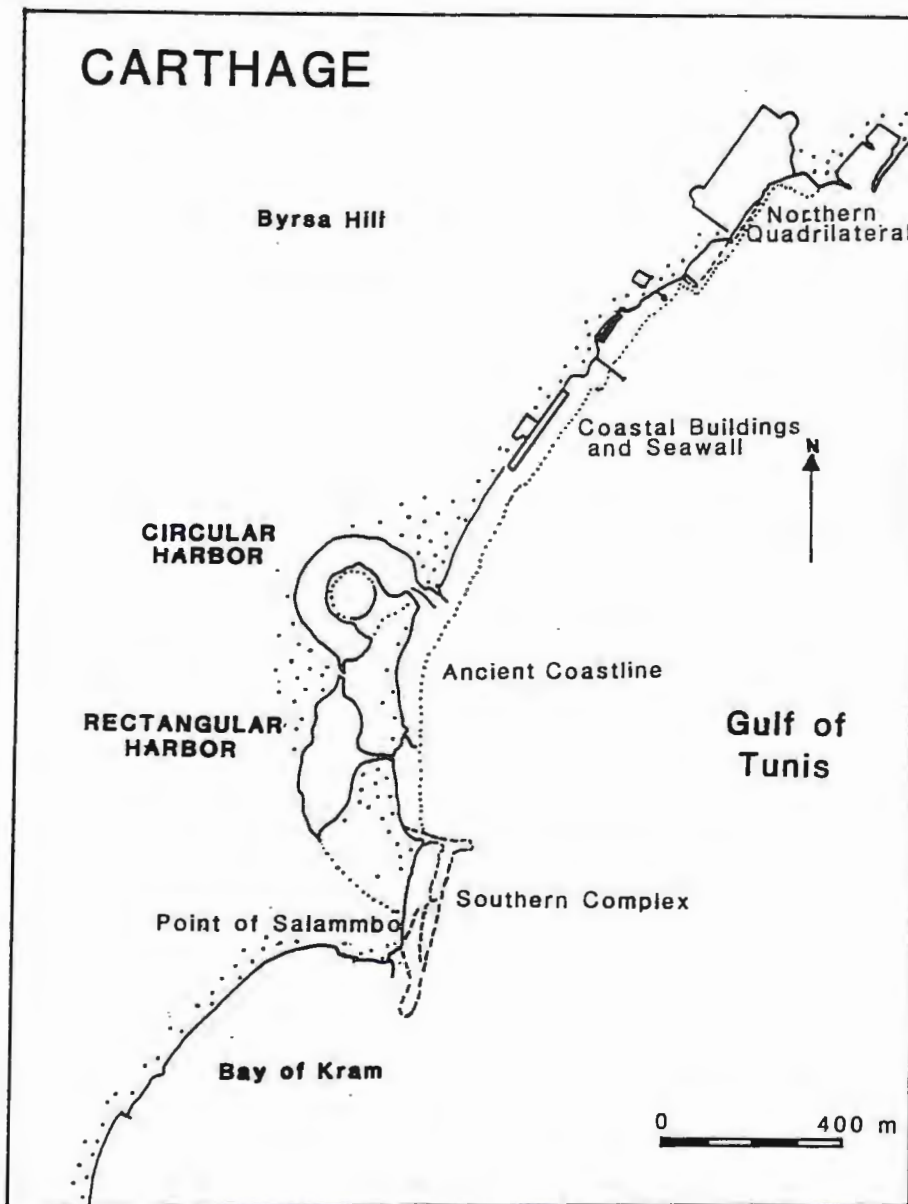 CARTHAGE
Byrsa Hill
Northern
Quadrilateral
Coastal Buildings
and Seawall
N
CIRCULAR
HARBOR
Ancient Coastline
RECTANGULAR
HARBOR
Gulf of
Tunis
Southern Complex
Point of Salammbo
Bay of Kram
0 400 m